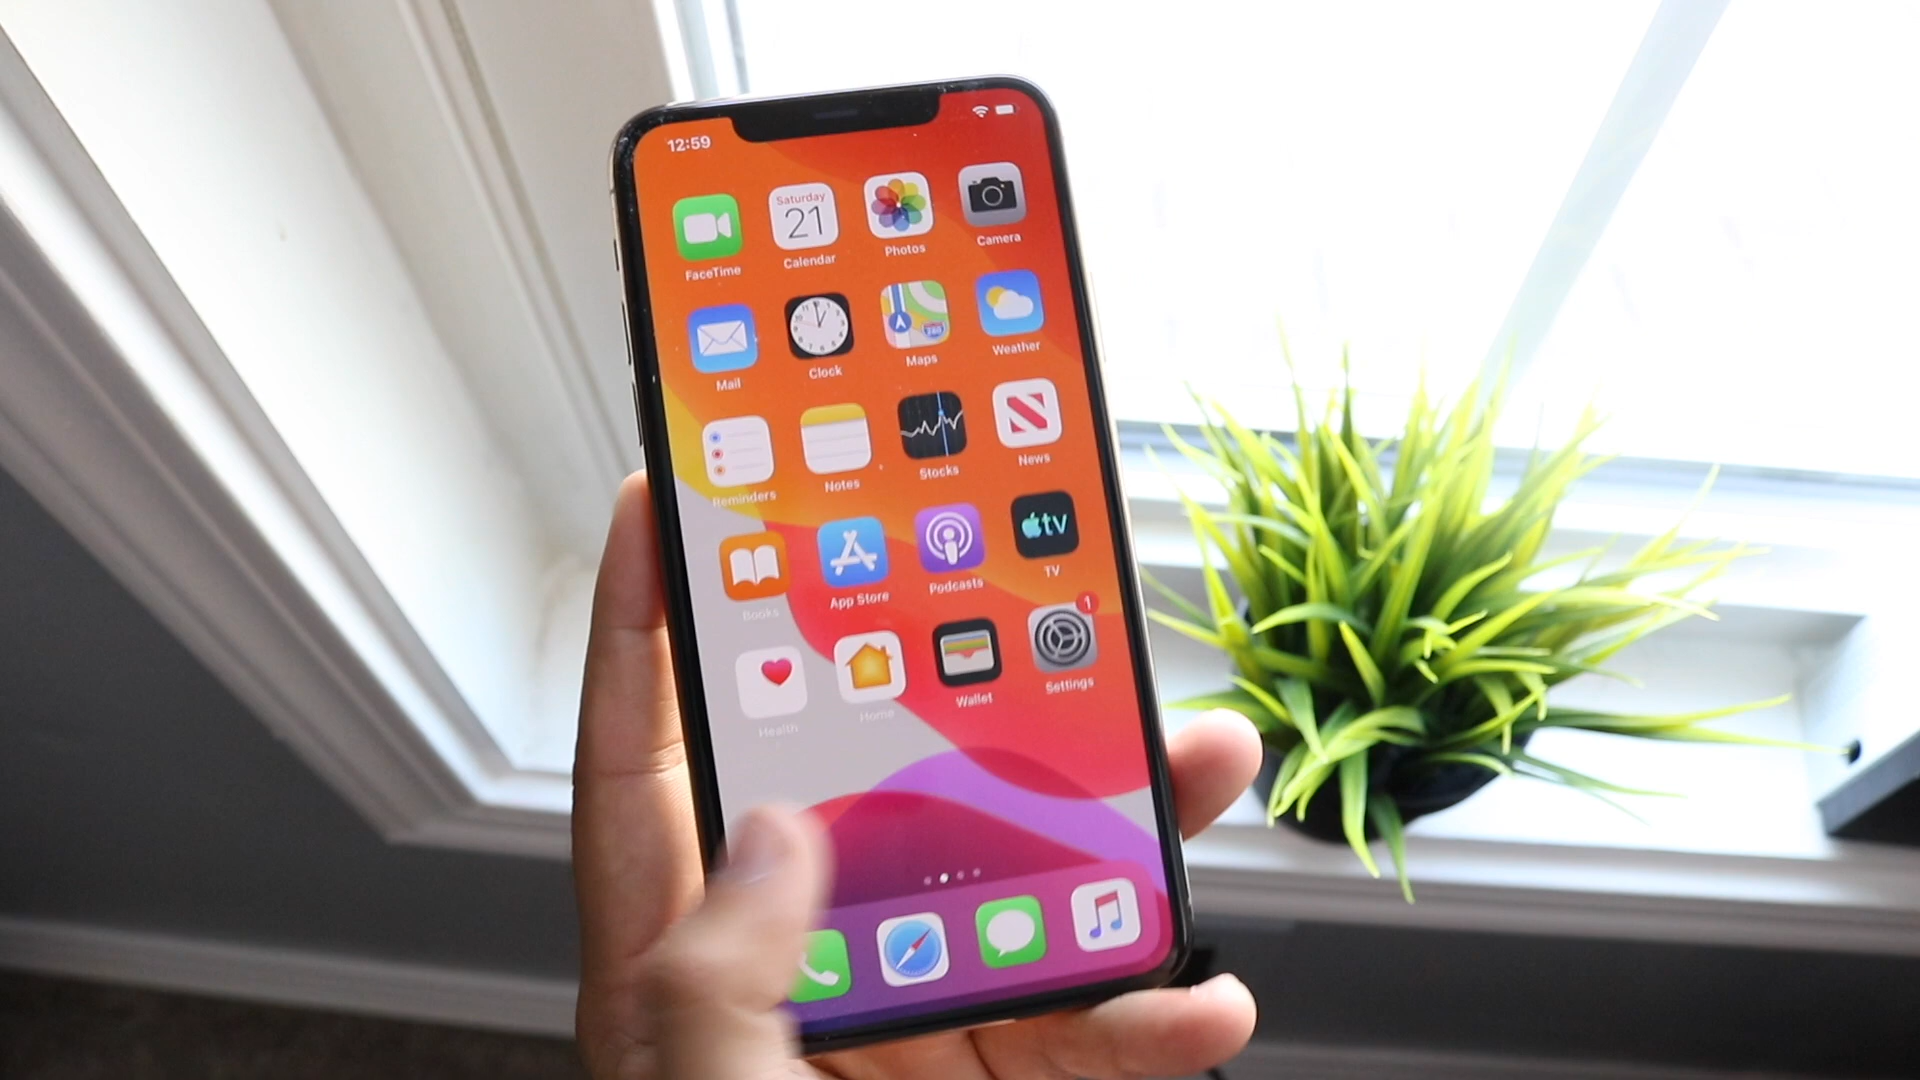 12:59
Saturday
21
FaceTime
Calendar
Photos
Camera
Mail
Clock
Maps
Weather
280
Reminders
Notes
Stocks
News
tv
Books
App Store
Podcasts
TV
1
Health
Home
Wallet
Settings